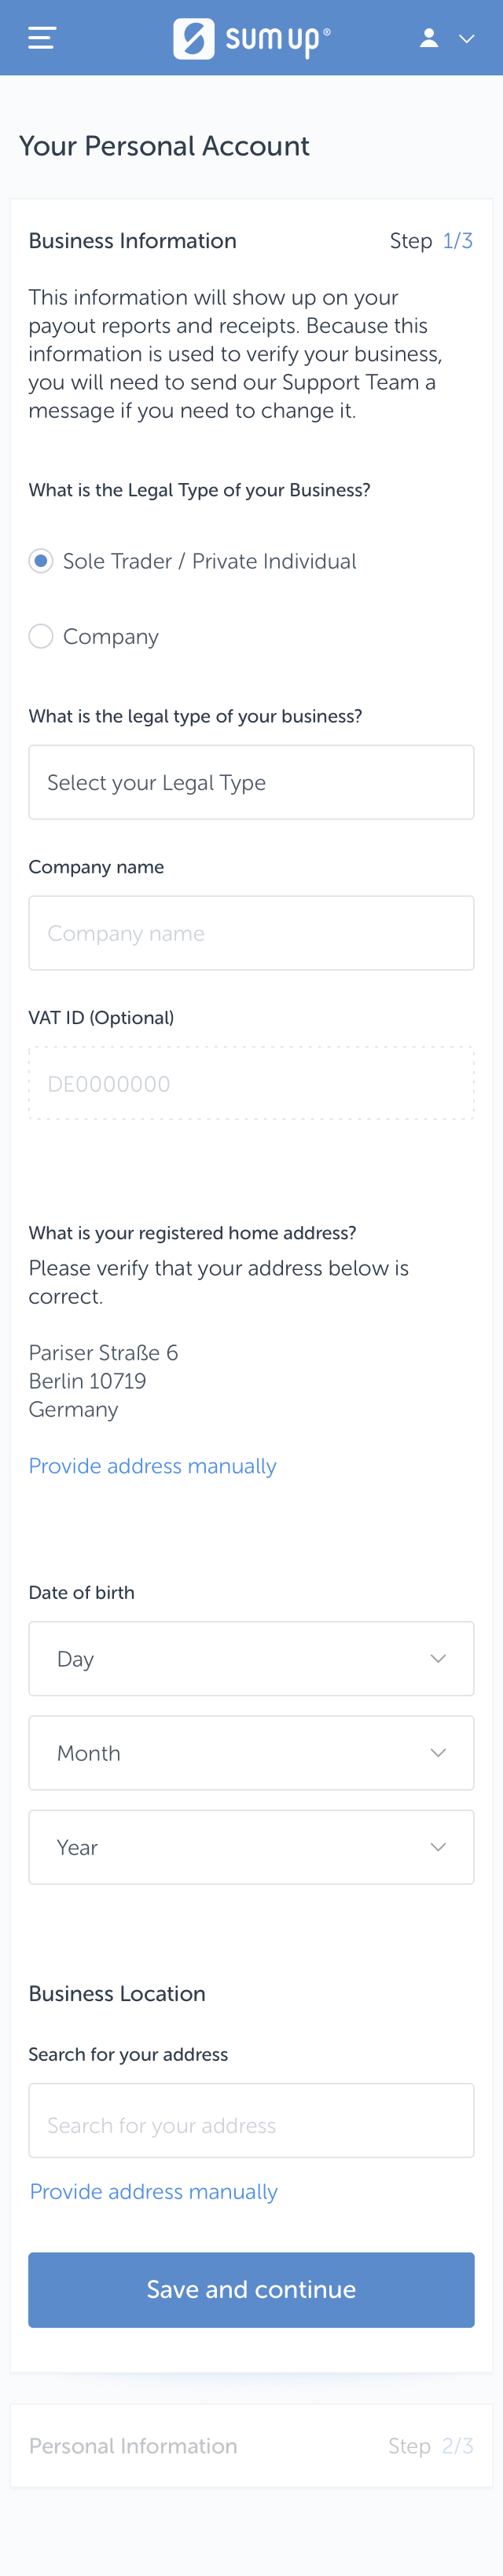 sumup®
Your Personal Account
Business Information
Step 1/3
This information will show up on your
payout reports and receipts. Because this
information is used to verify your business,
you will need to send our Support Team a
message if you need to change it.
What is the Legal Type of your Business?
Sole Trader / Private Individual
Company
What is the legal type of your business?
Select your Legal Type
Company name
Company name
VAT ID (Optional)
DE0000000
What is your registered home address?
Please verify that your address below is
correct.
Pariser Straße 6
Berlin 10719
Germany
Provide address manually
Date of birth
Day
Month
Year
Business Location
Search for your address
Search for your address
Provide address manually
Save and continue
Personal Information
Step 2/3